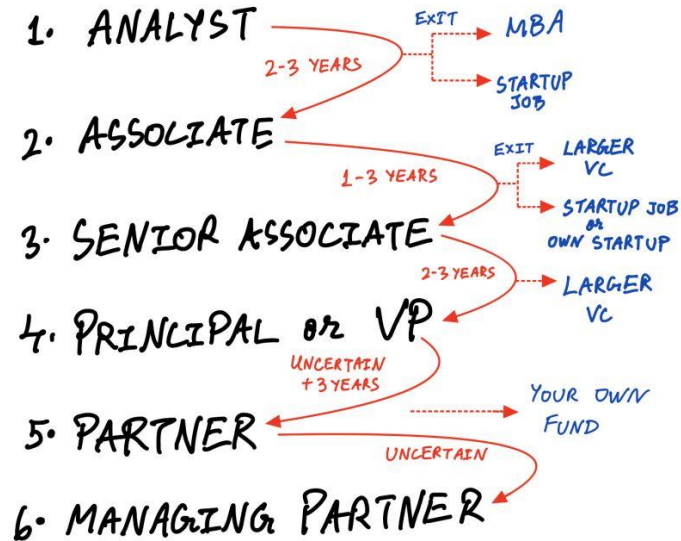 1. ANALYST
EXIT
MBA
2-3 YEARS
STARTUP
JOB
2. ASSOCIATE
EXIT
LARGER
VC
1-3 YEARS
STARTUP JOB
or
OWN STARTUP
3. SENIOR ASSOCIATE
2-3 YEARS
LARGER
VC
4. PRINCIPAL or VP
UNCERTAIN
+3 YEARS
YOUR OWN
FUND
5. PARTNER
UNCERTAIN
6. MANAGING PARTNER